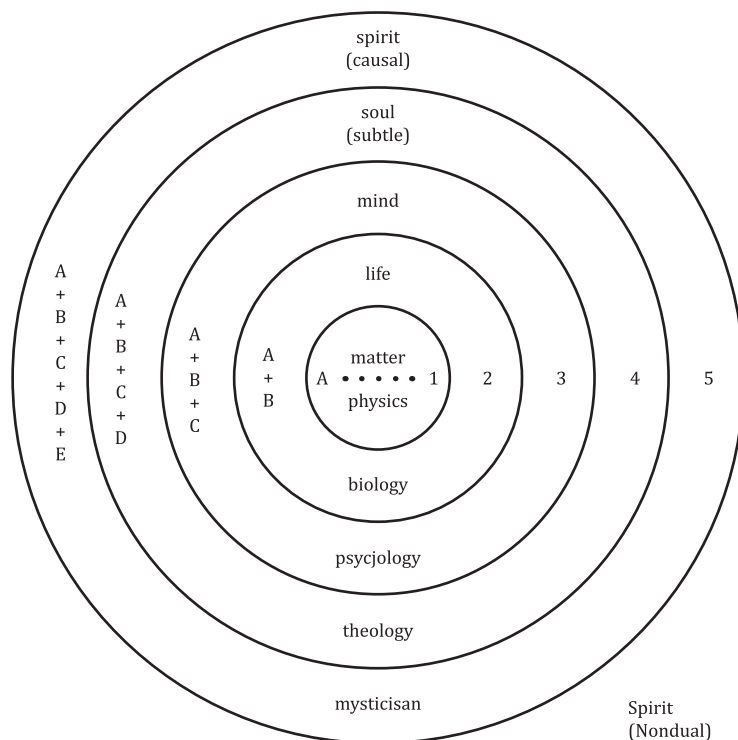 spirit
(causal)
soul
(subtle)
mind
life
matter
A • • • • • 1
physics
2
3
4
5
A
+
B
A
+
B
+
C
A
+
B
+
C
+
D
A
+
B
+
C
+
D
+
E
biology
psycjology
theology
mysticisan
Spirit
(Nondual)